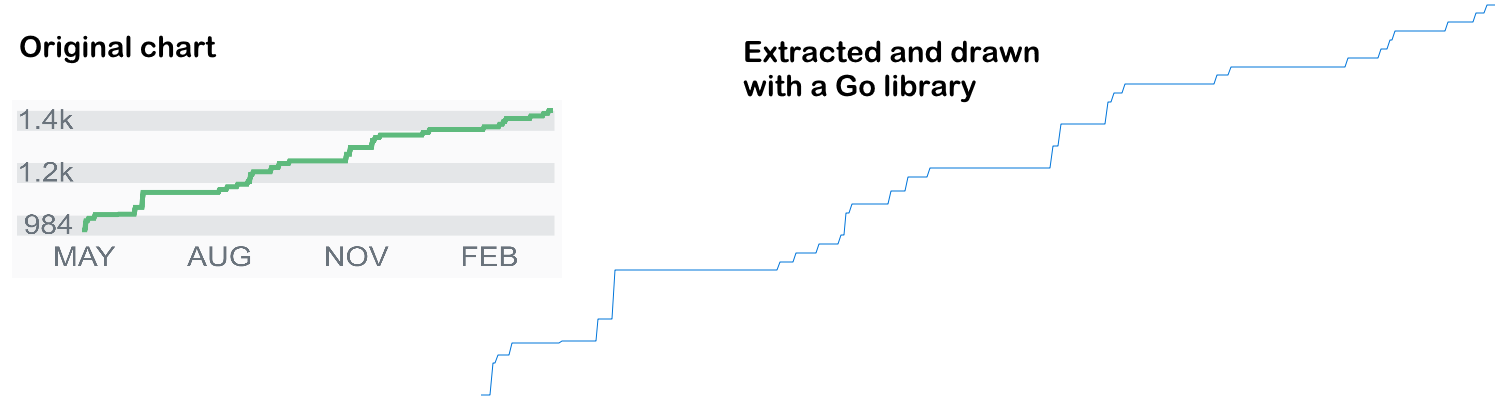 Original chart
Extracted and drawn
with a Go library
1.4k
1.2k
984
MAY AUG NOV FEB